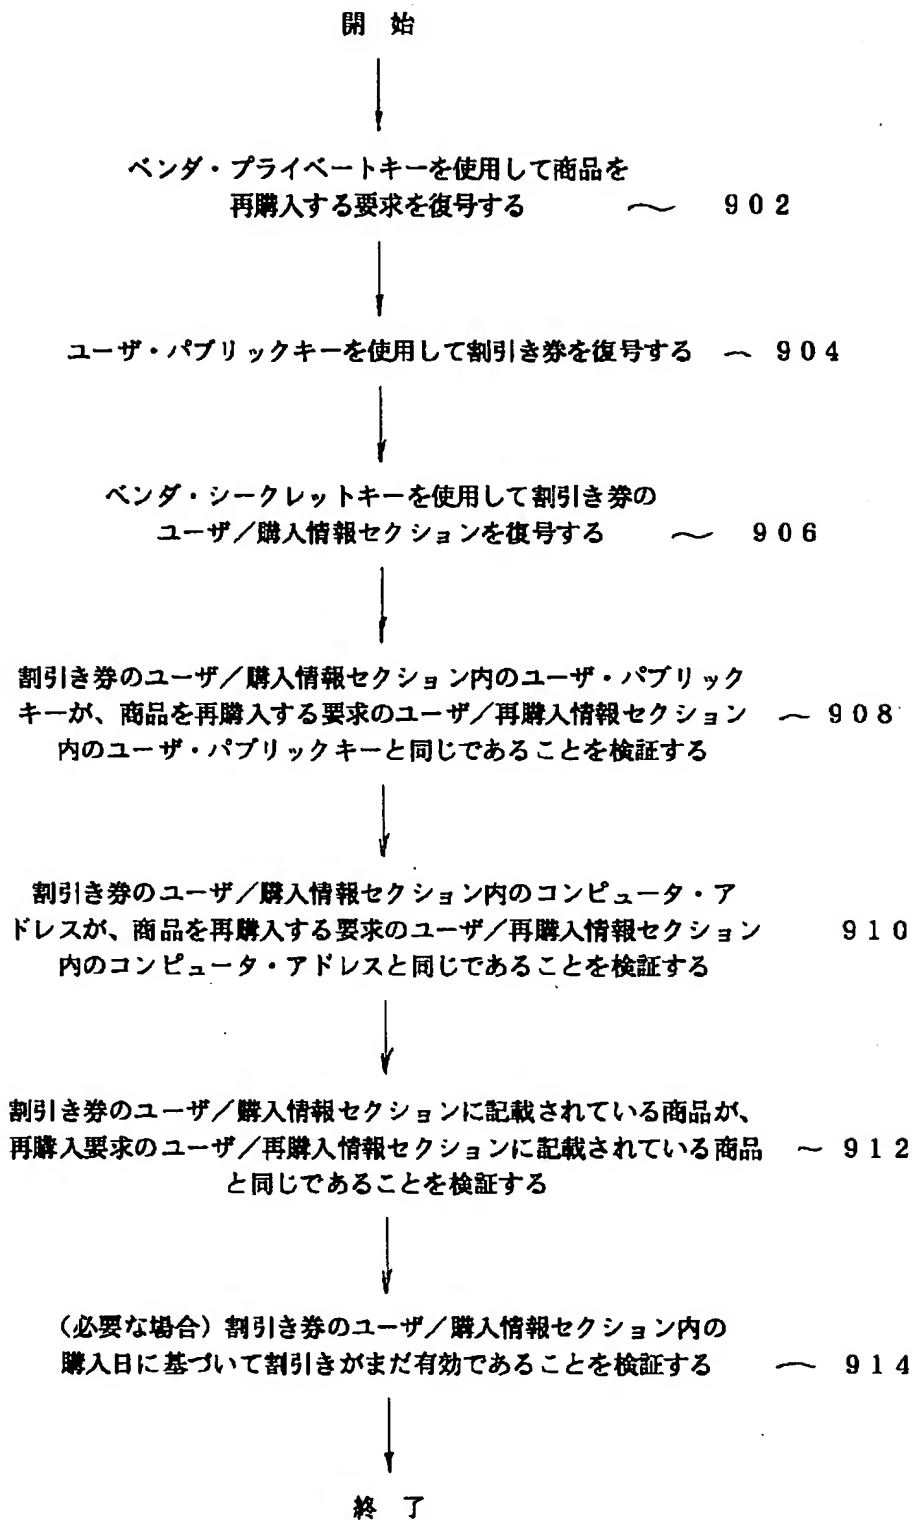 開 始
ベンダ・プライベートキーを使用して商品を
再購入する要求を復号する ～ 902
ユーザ・パブリックキーを使用して割引き券を復号する ～ 904
ベンダ・シークレットキーを使用して割引き券の
ユーザ／購入情報セクションを復号する ～ 906
割引き券のユーザ／購入情報セクション内のユーザ・パブリック
キーが、商品を再購入する要求のユーザ／再購入情報セクション ～ 908
内のユーザ・パブリックキーと同じであることを検証する
割引き券のユーザ／購入情報セクション内のコンピュータ・ア
ドレスが、商品を再購入する要求のユーザ／再購入情報セクション 910
内のコンピュータ・アドレスと同じであることを検証する
割引き券のユーザ／購入情報セクションに記載されている商品が、
再購入要求のユーザ／再購入情報セクションに記載されている商品 ～ 912
と同じであることを検証する
（必要な場合）割引き券のユーザ／購入情報セクション内の
購入日に基づいて割引きがまだ有効であることを検証する ～ 914
終 了